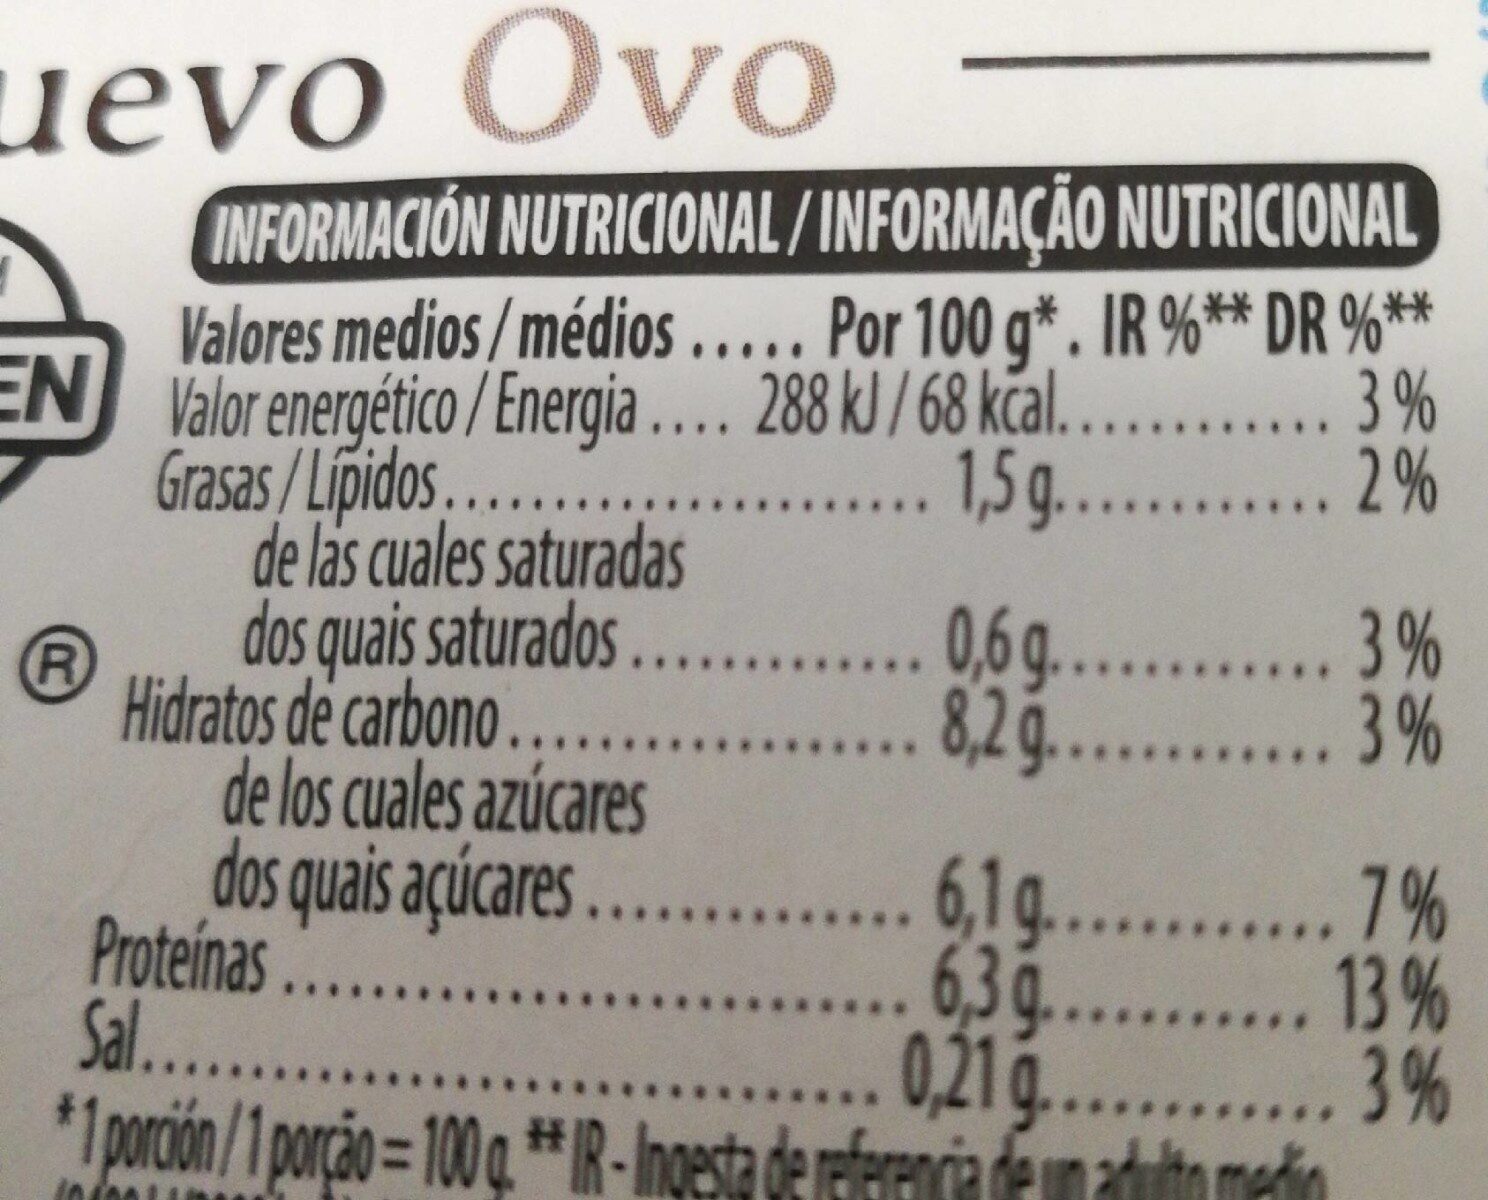 uevo Ovo
INFORMACIÓN NUTRICIONAL / INFORMAÇÃO NUTRICIONAL
Valores medios / médios ..... Por 100 g* . IR %** DR %**
Valor energético / Energia .... 288 kJ / 68 kcal............. 3 %
Grasas / Lípidos...................... 1,5 g............. 2 %
de las cuales saturadas
dos quais saturados ............. 0,6 g............. 3 %
® Hidratos de carbono ................... 8,2 g............. 3 %
de los cuales azúcares
dos quais açúcares ............... 6,1 g.............. 7 %
EN
Proteínas ............................. 6,3 g............. 13 %
Sal.................................. 0,21 g.............. 3 %
*1 porción / 1 porção = 100 g. ** IR - Ingesta de referencia de un adulto medio